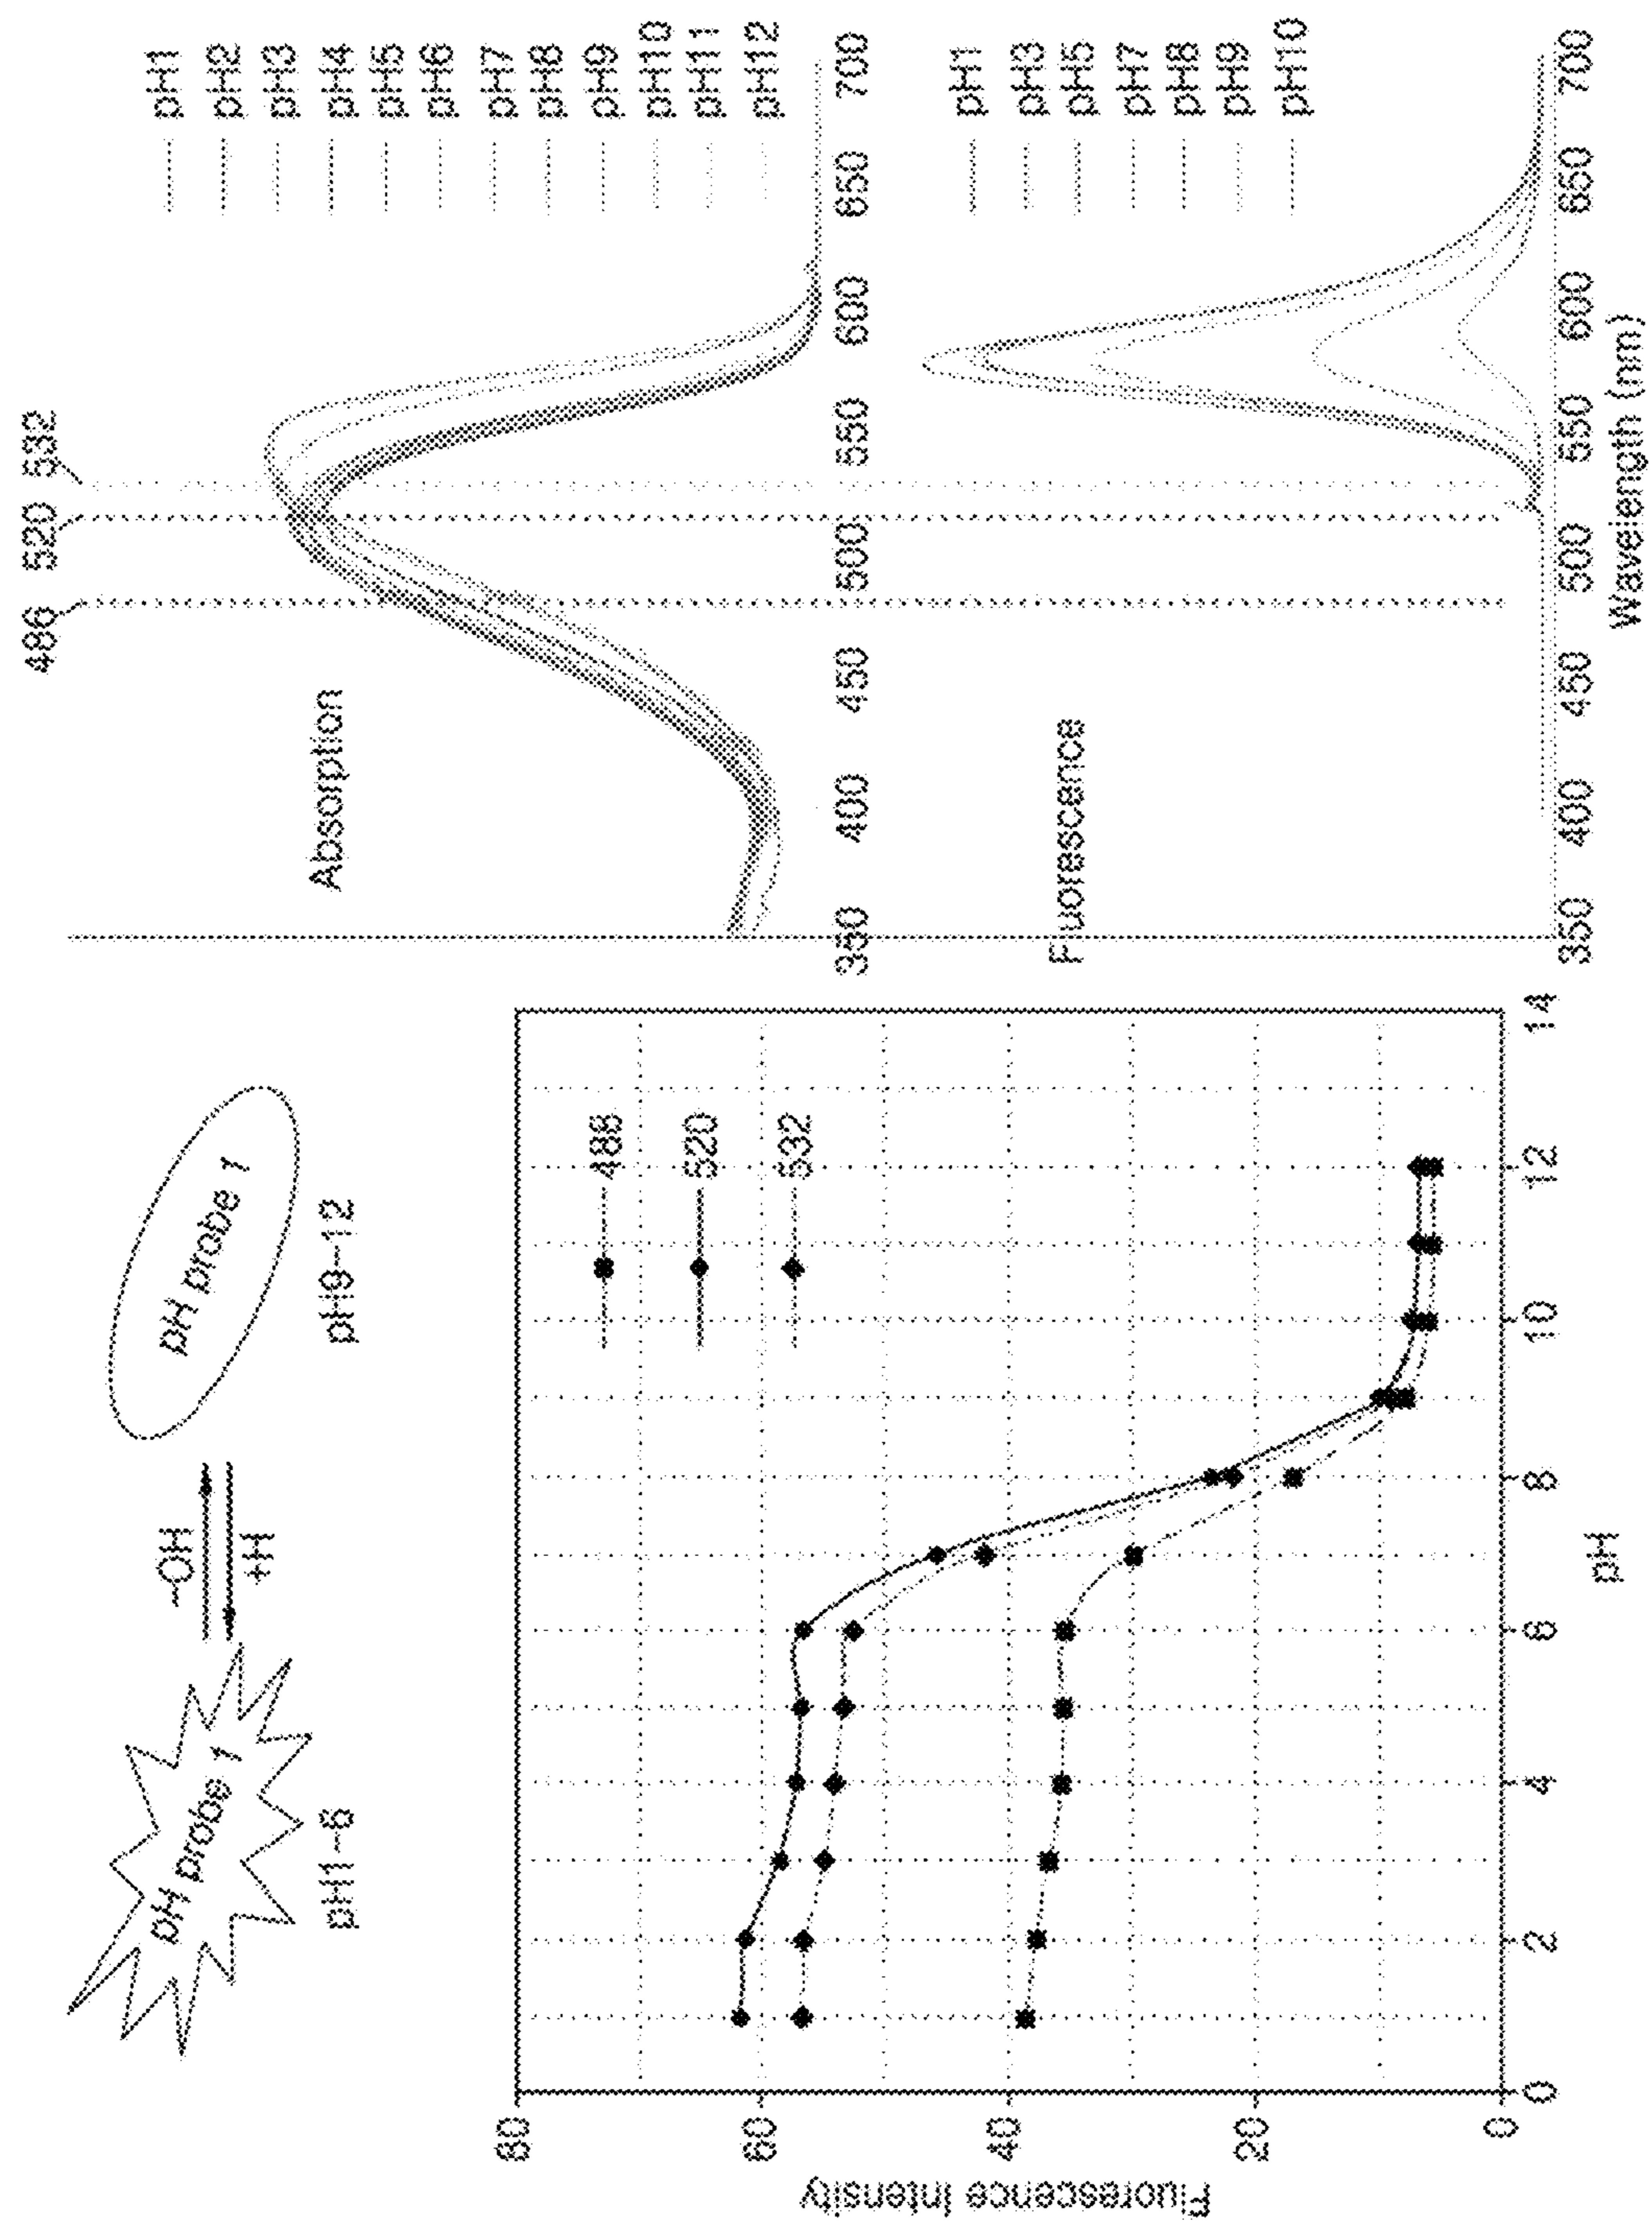 pH probe 1
pH1-6
-OH
+H
pH probe 1
pH9-12
Fluorescence Intensity
80
60
40
20
0
486
520
532
0
2
4
6
8
10
12
14
pH
486
520
532
Absorption
pH1
pH2
pH3
pH4
pH5
pH6
pH7
pH8
pH9
pH10
pH11
pH12
350
400
450
500
550
600
650
700
Fluorescence
pH1
pH3
pH5
pH7
pH8
pH9
pH10
350
400
450
500
550
600
650
700
Wavelength (nm)